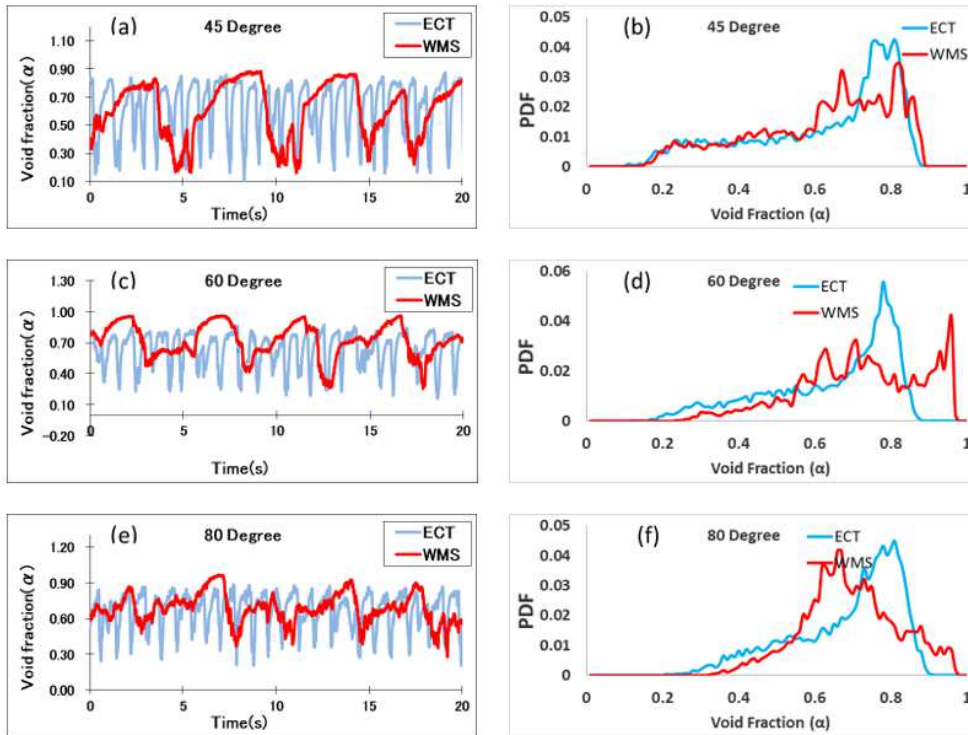 (a) 45 Degree
ECT
WMS
Void fraction(α)
1.10
0.90
0.70
0.50
0.30
0.10
0 5 10 15 20
Time(s)
(b) 45 Degree
ECT
WMS
PDF
0.05
0.04
0.03
0.02
0.01
0
0 0.2 0.4 0.6 0.8 1
Void Fraction (α)
(c) 60 Degree
ECT
WMS
Void fraction(α)
1.30
1.00
0.70
0.40
0.10
-0.20
0 5 10 15 20
Time(s)
(d) 60 Degree
ECT
WMS
PDF
0.06
0.04
0.02
0
0 0.2 0.4 0.6 0.8 1
Void Fraction (α)
(e) 80 Degree
ECT
WMS
Void fraction(α)
1.20
0.90
0.60
0.30
0.00
0 5 10 15 20
Time(s)
(f) 80 Degree
ECT
WMS
PDF
0.05
0.04
0.03
0.02
0.01
0
0 0.2 0.4 0.6 0.8 1
Void Fraction (α)